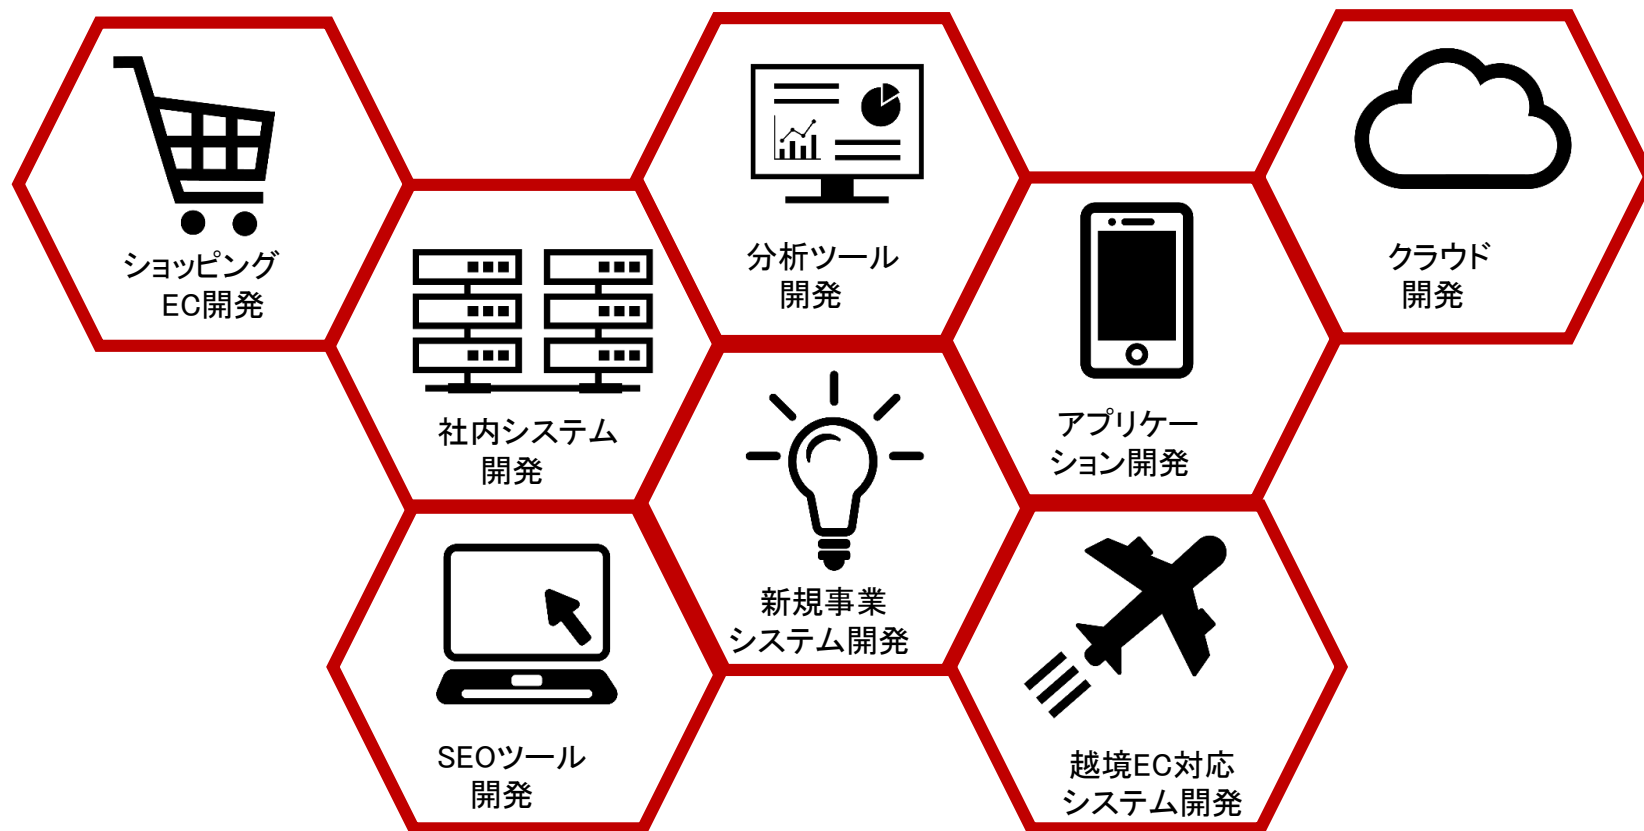 ショッピング
EC開発
社内システム
開発
SEOツール
開発
分析ツール
開発
新規事業
システム開発
アプリケー
ション開発
越境EC対応
システム開発
クラウド
開発